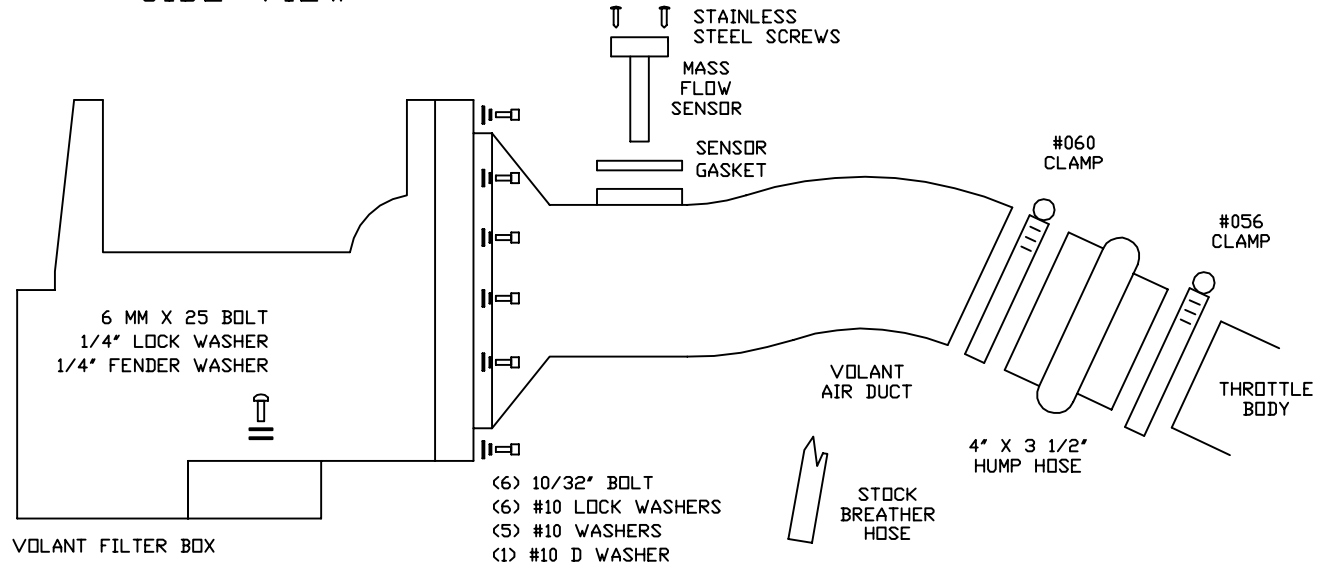 SIDE VIEW
STAINLESS
STEEL SCREWS
MASS
FLOW
SENSOR
SENSOR
GASKET
#060
CLAMP
#056
CLAMP
6 MM X 25 BOLT
1/4" LOCK WASHER
1/4" FENDER WASHER
VOLANT
AIR DUCT
THROTTLE
BODY
4" X 3 1/2"
HUMP HOSE
(6) 10/32" BOLT
(6) #10 LOCK WASHERS
(5) #10 WASHERS
(1) #10 D WASHER
STOCK
BREATHER
HOSE
VOLANT FILTER BOX